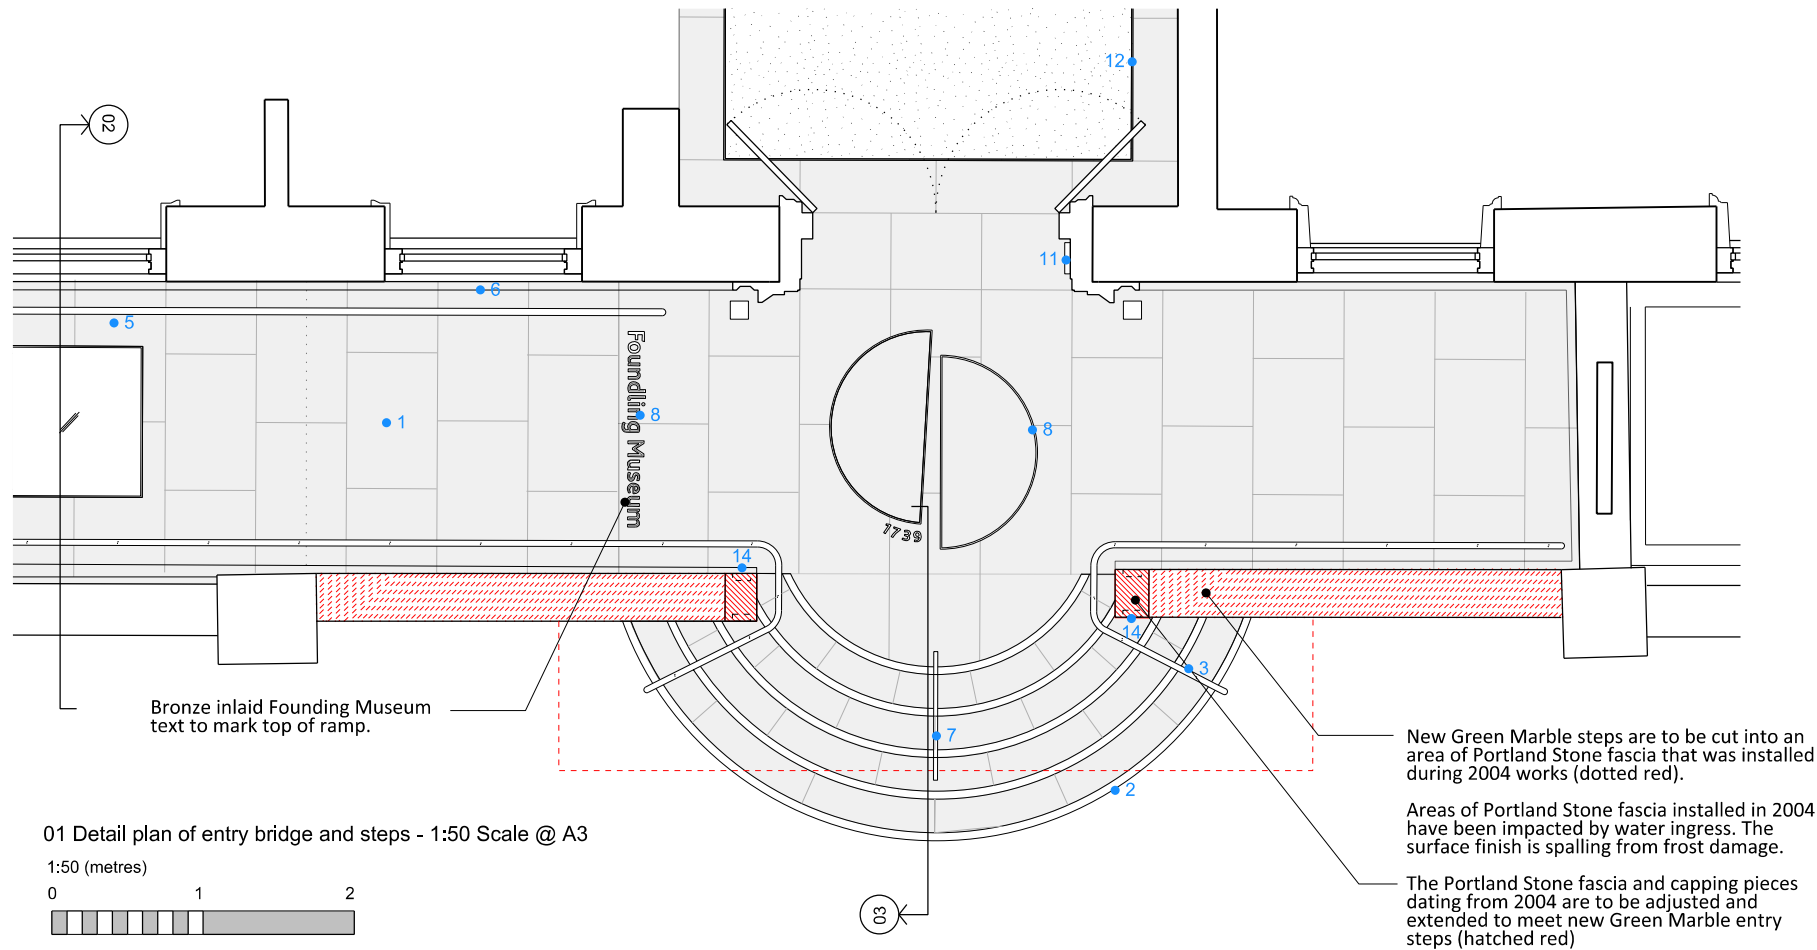 12
02
11
6
5
Foundling Museum
8
8
1
1739
14
14
3
7
2
Bronze inlaid Founding Museum
text to mark top of ramp.
New Green Marble steps are to be cut into an
area of Portland Stone fascia that was installed
during 2004 works (dotted red).
Areas of Portland Stone fascia installed in 2004
have been impacted by water ingress. The
surface finish is spalling from frost damage.
The Portland Stone fascia and capping pieces
dating from 2004 are to be adjusted and
extended to meet new Green Marble entry
steps (hatched red)
01 Detail plan of entry bridge and steps - 1:50 Scale @ A3
1:50 (metres)
0 1 2
03